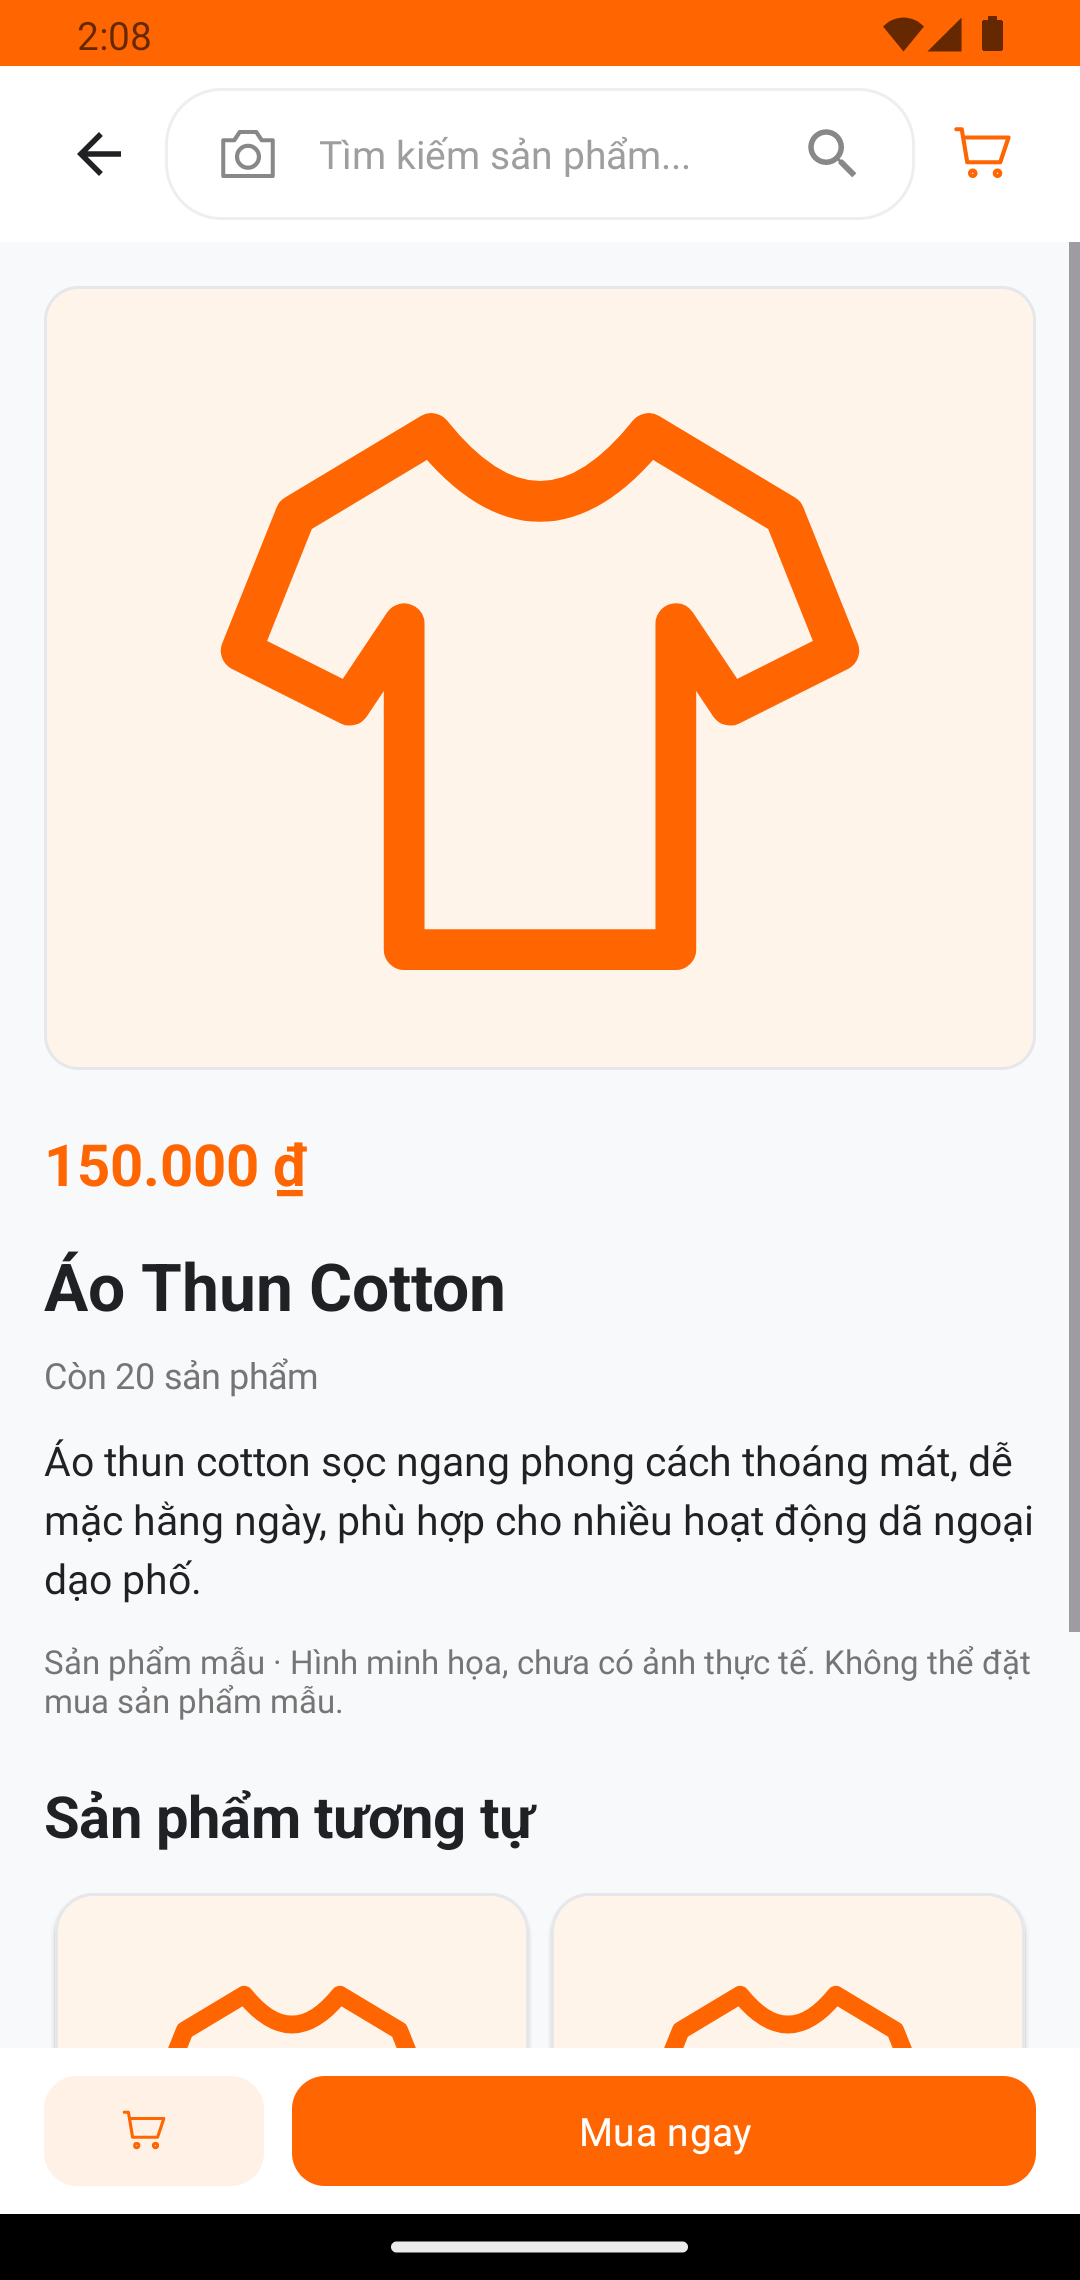 2:08
Tìm kiếm sản phẩm...
150.000 ₫
Áo Thun Cotton
Còn 20 sản phẩm
Áo thun cotton sọc ngang phong cách thoáng mát, dễ
mặc hằng ngày, phù hợp cho nhiều hoạt động dã ngoại
dạo phố.
Sản phẩm mẫu · Hình minh họa, chưa có ảnh thực tế. Không thể đặt
mua sản phẩm mẫu.
Sản phẩm tương tự
Mua ngay